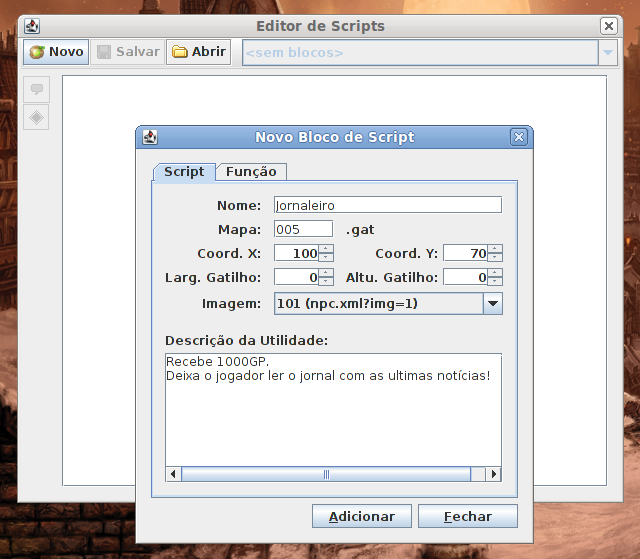 Editor de Scripts
Novo Salvar Abrir <sem blocos>
Novo Bloco de Script
Script Função
Nome: Jornaleiro
Mapa: 005 .gat
Coord. X: 100 Coord. Y: 70
Larg. Gatilho: 0 Altu. Gatilho: 0
Imagem: 101 (npc.xml?img=1)
Descrição da Utilidade:
Recebe 1000GP.
Deixa o jogador ler o jornal com as ultimas notícias!
Adicionar Fechar